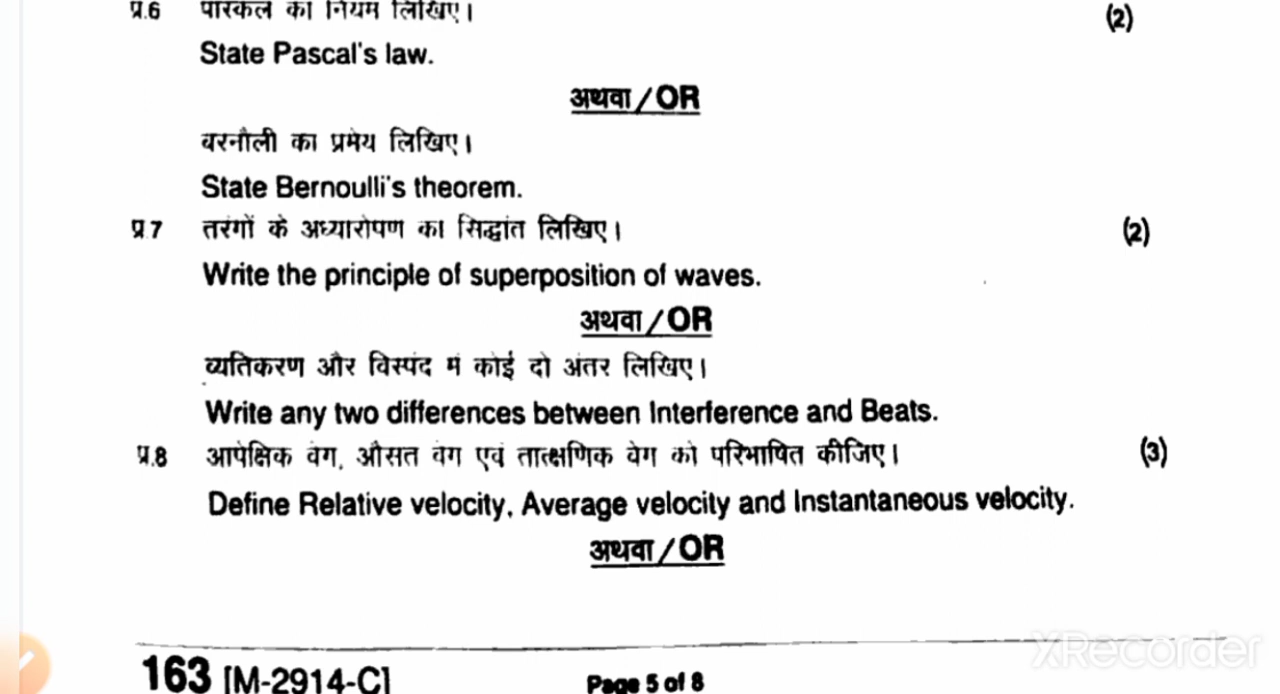 प्र.6 पास्कल का नियम लिखिए। (2)
State Pascal's law.
अथवा / OR
बरनौली का प्रमेय लिखिए।
State Bernoulli's theorem.
प्र.7 तरंगों के अध्यारोपण का सिद्धांत लिखिए। (2)
Write the principle of superposition of waves.
अथवा / OR
व्यतिकरण और विस्पंद में कोई दो अंतर लिखिए।
Write any two differences between Interference and Beats.
प्र.8 आपेक्षिक वेग, औसत वेग एवं तात्क्षणिक वेग को परिभाषित कीजिए। (3)
Define Relative velocity, Average velocity and Instantaneous velocity.
अथवा / OR
163 [M-2914-C] Page 5 of 8
XRecorder